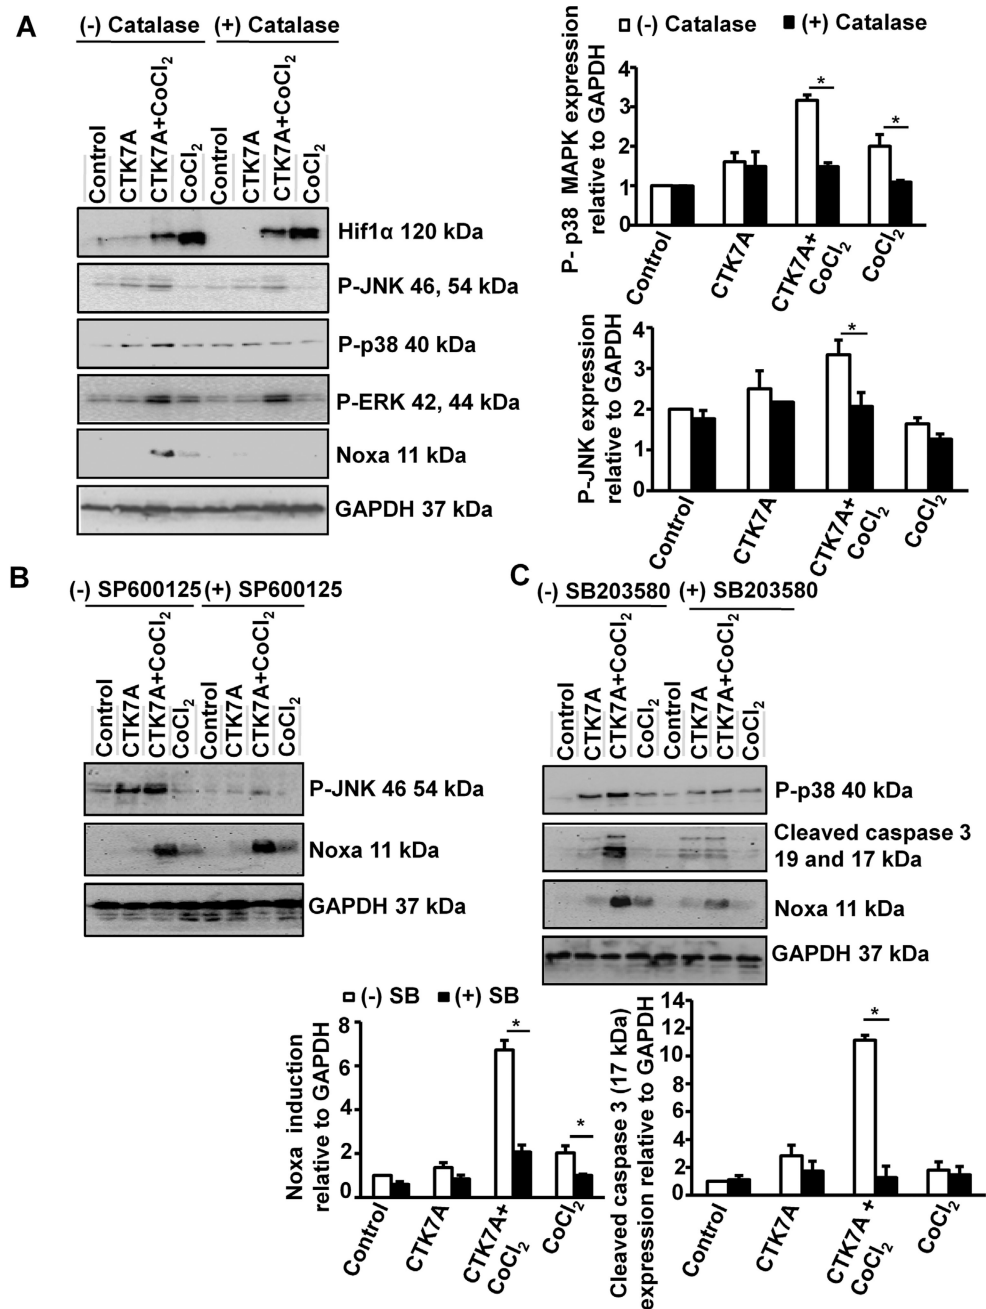 A
(-) Catalase (+) Catalase
Control
CTK7A
CTK7A+CoCl₂
CoCl₂
Control
CTK7A
CTK7A+CoCl₂
CoCl₂
Hif1α 120 kDa
P-JNK 46, 54 kDa
P-p38 40 kDa
P-ERK 42, 44 kDa
Noxa 11 kDa
GAPDH 37 kDa
(-) Catalase (+) Catalase
P- p38 MAPK expression
relative to GAPDH
4
3
2
1
0
*
*
Control
CTK7A
CTK7A+
CoCl₂
CoCl₂
P-JNK expression
relative to GAPDH
4
3
2
1
0
*
Control
CTK7A
CTK7A+
CoCl₂
CoCl₂
B
(-) SP600125 (+) SP600125
Control
CTK7A
CTK7A+CoCl₂
CoCl₂
Control
CTK7A
CTK7A+CoCl₂
CoCl₂
P-JNK 46 54 kDa
Noxa 11 kDa
GAPDH 37 kDa
C
(-) SB203580 (+) SB203580
Control
CTK7A
CTK7A+CoCl₂
CoCl₂
Control
CTK7A
CTK7A+CoCl₂
CoCl₂
P-p38 40 kDa
Cleaved caspase 3
19 and 17 kDa
Noxa 11 kDa
GAPDH 37 kDa
(-) SB (+) SB
Noxa induction
relative to GAPDH
8
6
4
2
0
*
*
Control
CTK7A
CTK7A+
CoCl₂
CoCl₂
Cleaved caspase 3 (17 kDa)
expression relative to GAPDH
14
12
10
8
6
4
2
0
*
Control
CTK7A
CTK7A +
CoCl₂
CoCl₂